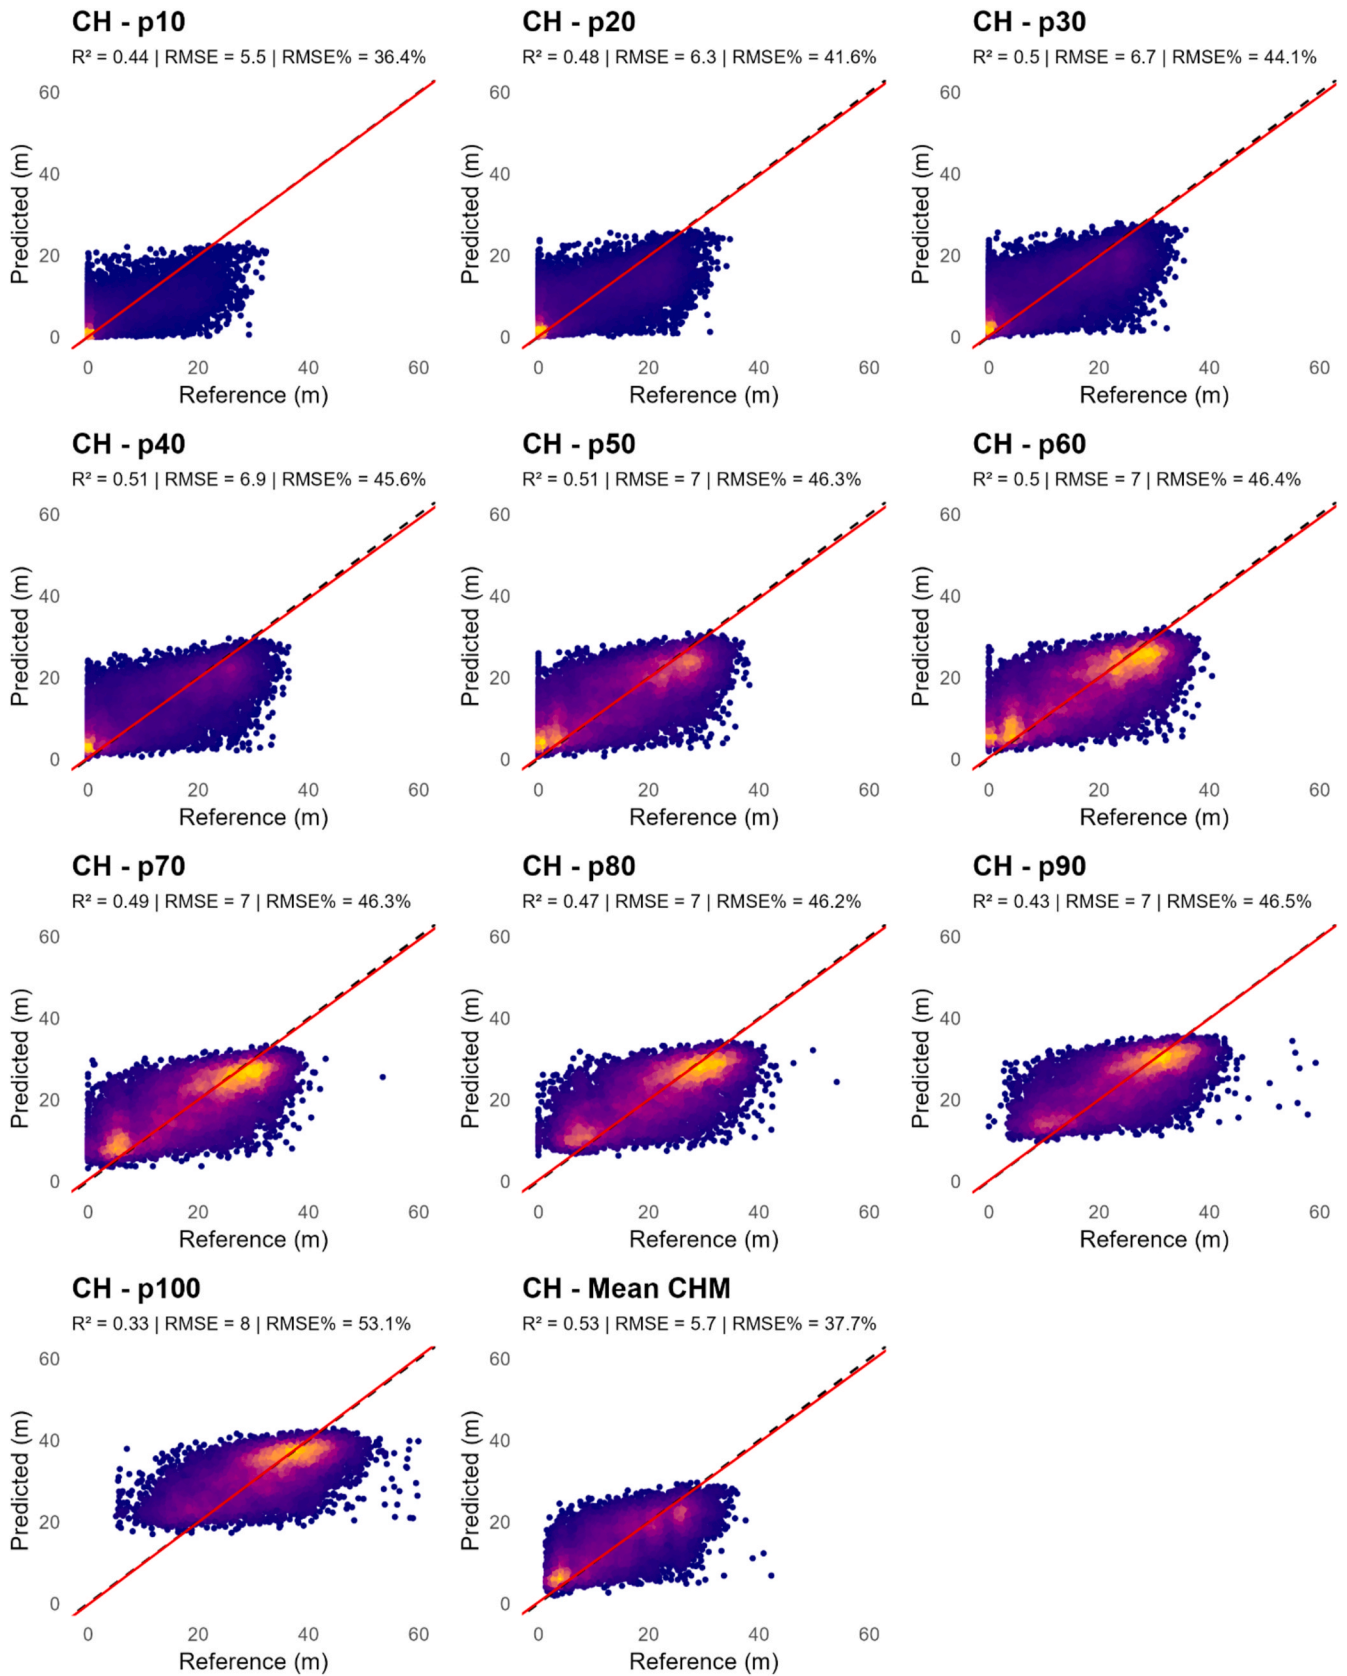 CH - p10
R² = 0.44 | RMSE = 5.5 | RMSE% = 36.4%
60
40
20
0
Predicted (m)
0 20 40 60
Reference (m)
CH - p20
R² = 0.48 | RMSE = 6.3 | RMSE% = 41.6%
60
40
20
0
Predicted (m)
0 20 40 60
Reference (m)
CH - p30
R² = 0.5 | RMSE = 6.7 | RMSE% = 44.1%
60
40
20
0
Predicted (m)
0 20 40 60
Reference (m)
CH - p40
R² = 0.51 | RMSE = 6.9 | RMSE% = 45.6%
60
40
20
0
Predicted (m)
0 20 40 60
Reference (m)
CH - p50
R² = 0.51 | RMSE = 7 | RMSE% = 46.3%
60
40
20
0
Predicted (m)
0 20 40 60
Reference (m)
CH - p60
R² = 0.5 | RMSE = 7 | RMSE% = 46.4%
60
40
20
0
Predicted (m)
0 20 40 60
Reference (m)
CH - p70
R² = 0.49 | RMSE = 7 | RMSE% = 46.3%
60
40
20
0
Predicted (m)
0 20 40 60
Reference (m)
CH - p80
R² = 0.47 | RMSE = 7 | RMSE% = 46.2%
60
40
20
0
Predicted (m)
0 20 40 60
Reference (m)
CH - p90
R² = 0.43 | RMSE = 7 | RMSE% = 46.5%
60
40
20
0
Predicted (m)
0 20 40 60
Reference (m)
CH - p100
R² = 0.33 | RMSE = 8 | RMSE% = 53.1%
60
40
20
0
Predicted (m)
0 20 40 60
Reference (m)
CH - Mean CHM
R² = 0.53 | RMSE = 5.7 | RMSE% = 37.7%
60
40
20
0
Predicted (m)
0 20 40 60
Reference (m)